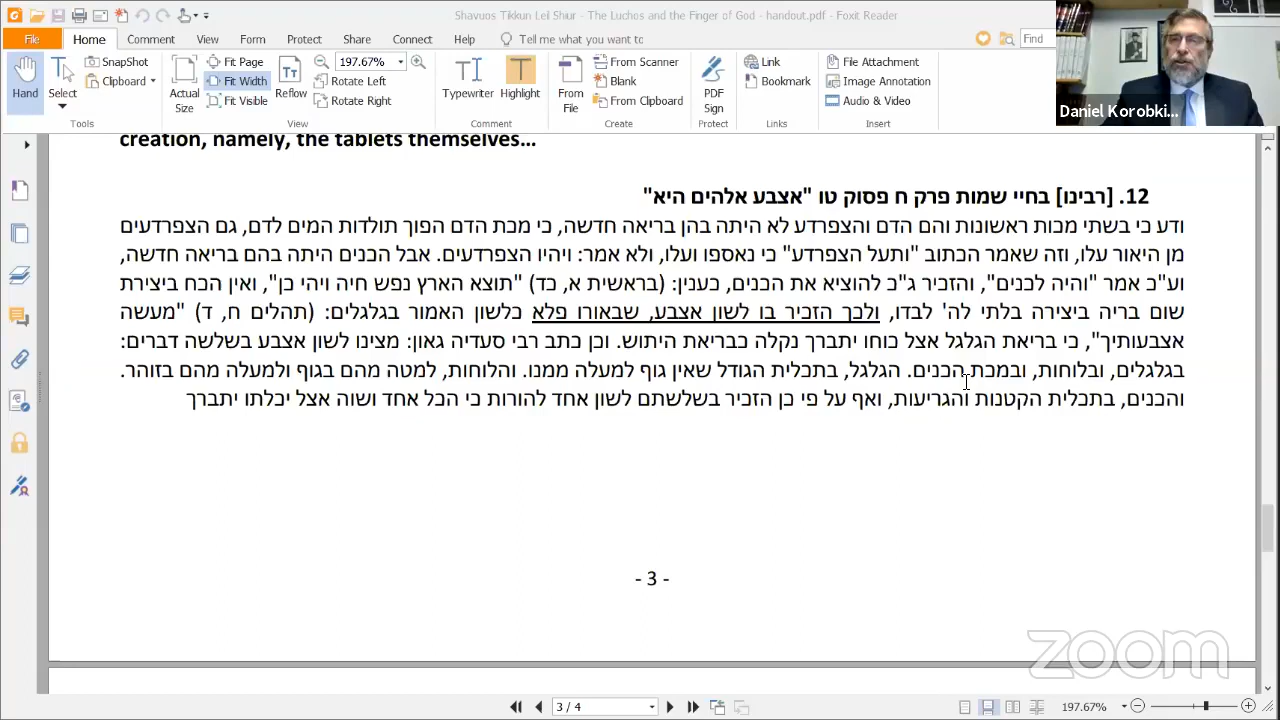 Shavuos Tikkun Leil Shur - The Luchos and the Finger of God - handout.pdf - Foxit Reader
File Home Comment View Form Protect Share Connect Help Tell me what you want to Find
Hand
Select
SnapShot
Clipboard
Tools
Actual Size
Fit Page
Fit Width
Fit Visible
Reflow
197.67%
Rotate Left
Rotate Right
View
Typewriter
Highlight
Comment
From File
From Scanner
Blank
From Clipboard
Create
PDF Sign
Protect
Link
Bookmark
Links
File Attachment
Image Annotation
Audio & Video
Insert
Daniel Korobki...
creation, namely, the tablets themselves...
12. [רבינו] בחיי שמות פרק ח פסוק טו "אצבע אלהים היא"
ודע כי בשתי מכות ראשונות והם הדם והצפרדע לא היתה בהן בריאה חדשה, כי מכת הדם הפוך תולדות המים לדם, גם הצפרדעים
מן היאור עלו, וזה שאמר הכתוב "ותעל הצפרדע" כי נאספו ועלו, ולא אמר: ויהיו הצפרדעים. אבל הכנים היתה בהם בריאה חדשה,
וע"כ אמר "והיה לכנים", והזכיר ג"כ להוציא את הכנים, כענין: (בראשית א, כד) "תוצא הארץ נפש חיה ויהי כן", ואין הכח ביצירת
שום בריה ביצירה בלתי לה' לבדו, ולכך הזכיר בו לשון אצבע, שבאורו פלא כלשון האמור בגלגלים: (תהלים ח, ד) "מעשה
אצבעותיך", כי בריאת הגלגל אצל כוחו יתברך נקלה כבריאת היתוש. וכן כתב רבי סעדיה גאון: מצינו לשון אצבע בשלשה דברים:
בגלגלים, ובלוחות, ובמכת הכנים. הגלגל, בתכלית הגודל שאין גוף למעלה ממנו. והלוחות, למטה מהם בגוף ולמעלה מהם בזוהר.
והכנים, בתכלית הקטנות והגריעות, ואף על פי כן הזכיר בשלשתם לשון אחד להורות כי הכל אחד ושוה אצל יכלתו יתברך
- 3 -
zoom
3 / 4
197.67%